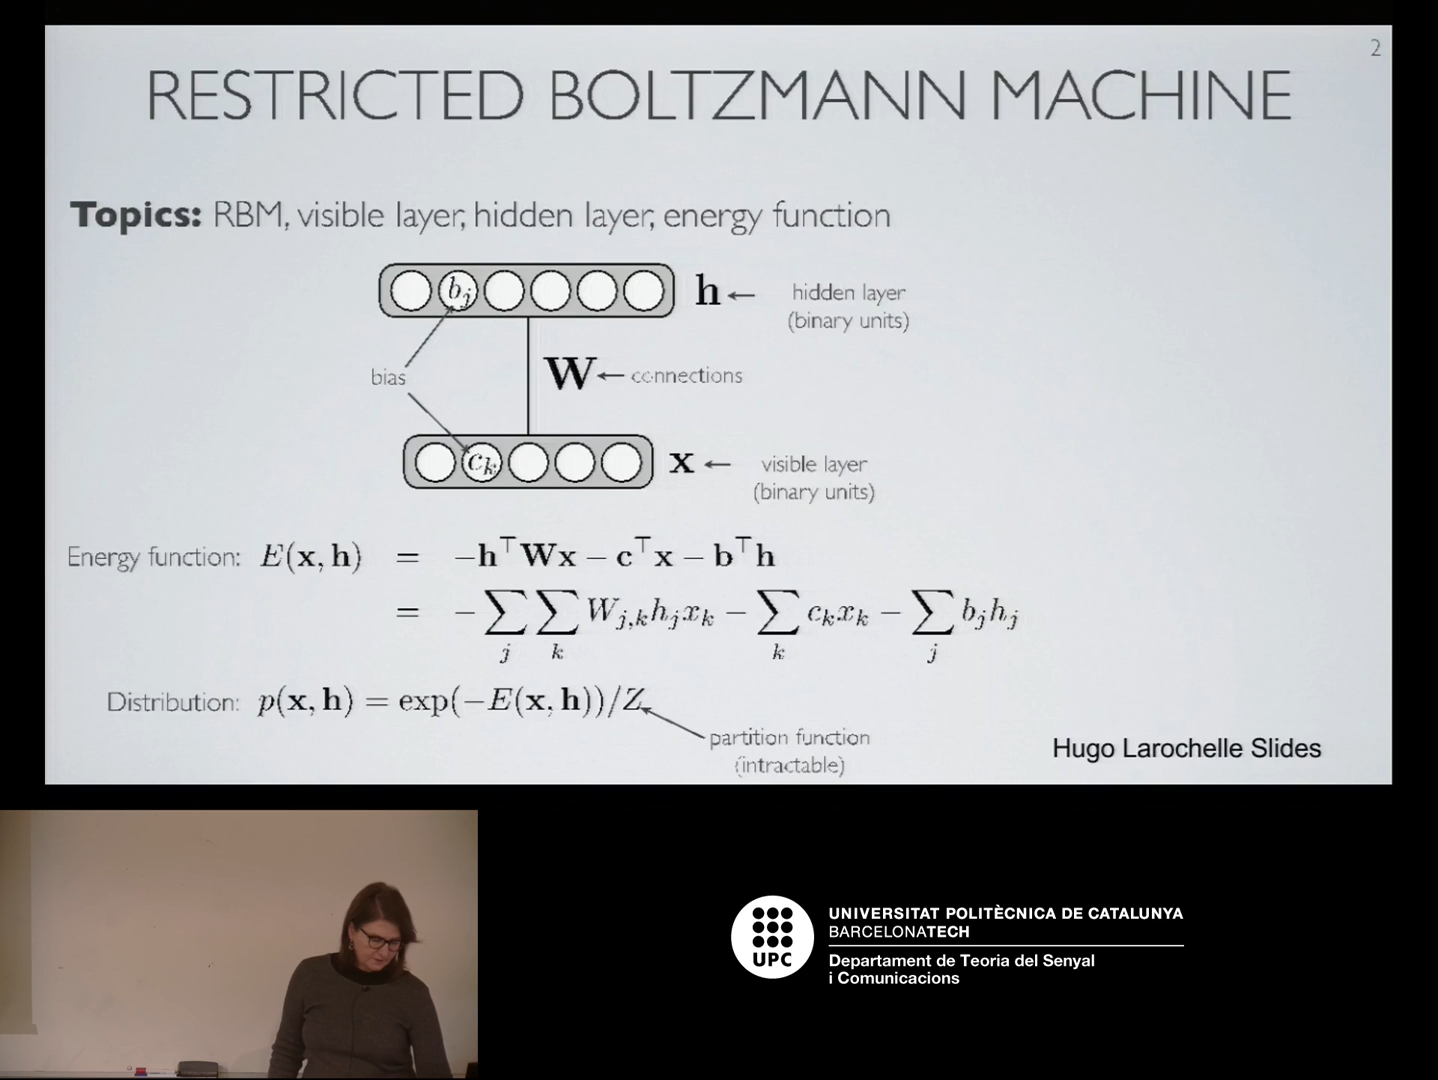 2
RESTRICTED BOLTZMANN MACHINE
Topics: RBM, visible layer, hidden layer, energy function
b_j
h ← hidden layer
(binary units)
bias
W ← connections
c_k
x ← visible layer
(binary units)
Energy function: E(x, h) = −h⊤Wx − c⊤x − b⊤h
= − ∑_j ∑_k W_{j,k} h_j x_k − ∑_k c_k x_k − ∑_j b_j h_j
Distribution: p(x, h) = exp(−E(x, h))/Z
partition function
(intractable)
Hugo Larochelle Slides
UPC
UNIVERSITAT POLITÈCNICA DE CATALUNYA
BARCELONATECH
Departament de Teoria del Senyal
i Comunicacions